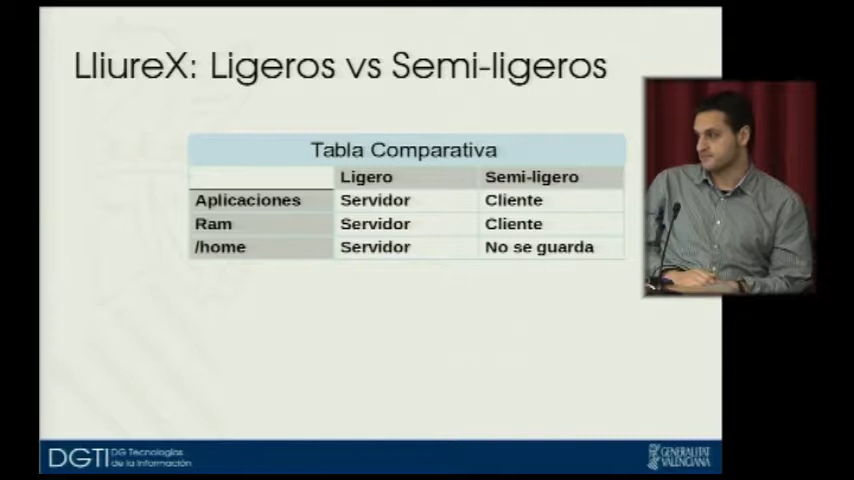 LliureX: Ligeros vs Semi-ligeros
Tabla Comparativa
Ligero Semi-ligero
Aplicaciones Servidor Cliente
Ram Servidor Cliente
/home Servidor No se guarda
DGTI DG Tecnologías
de la Información
GENERALITAT
VALENCIANA